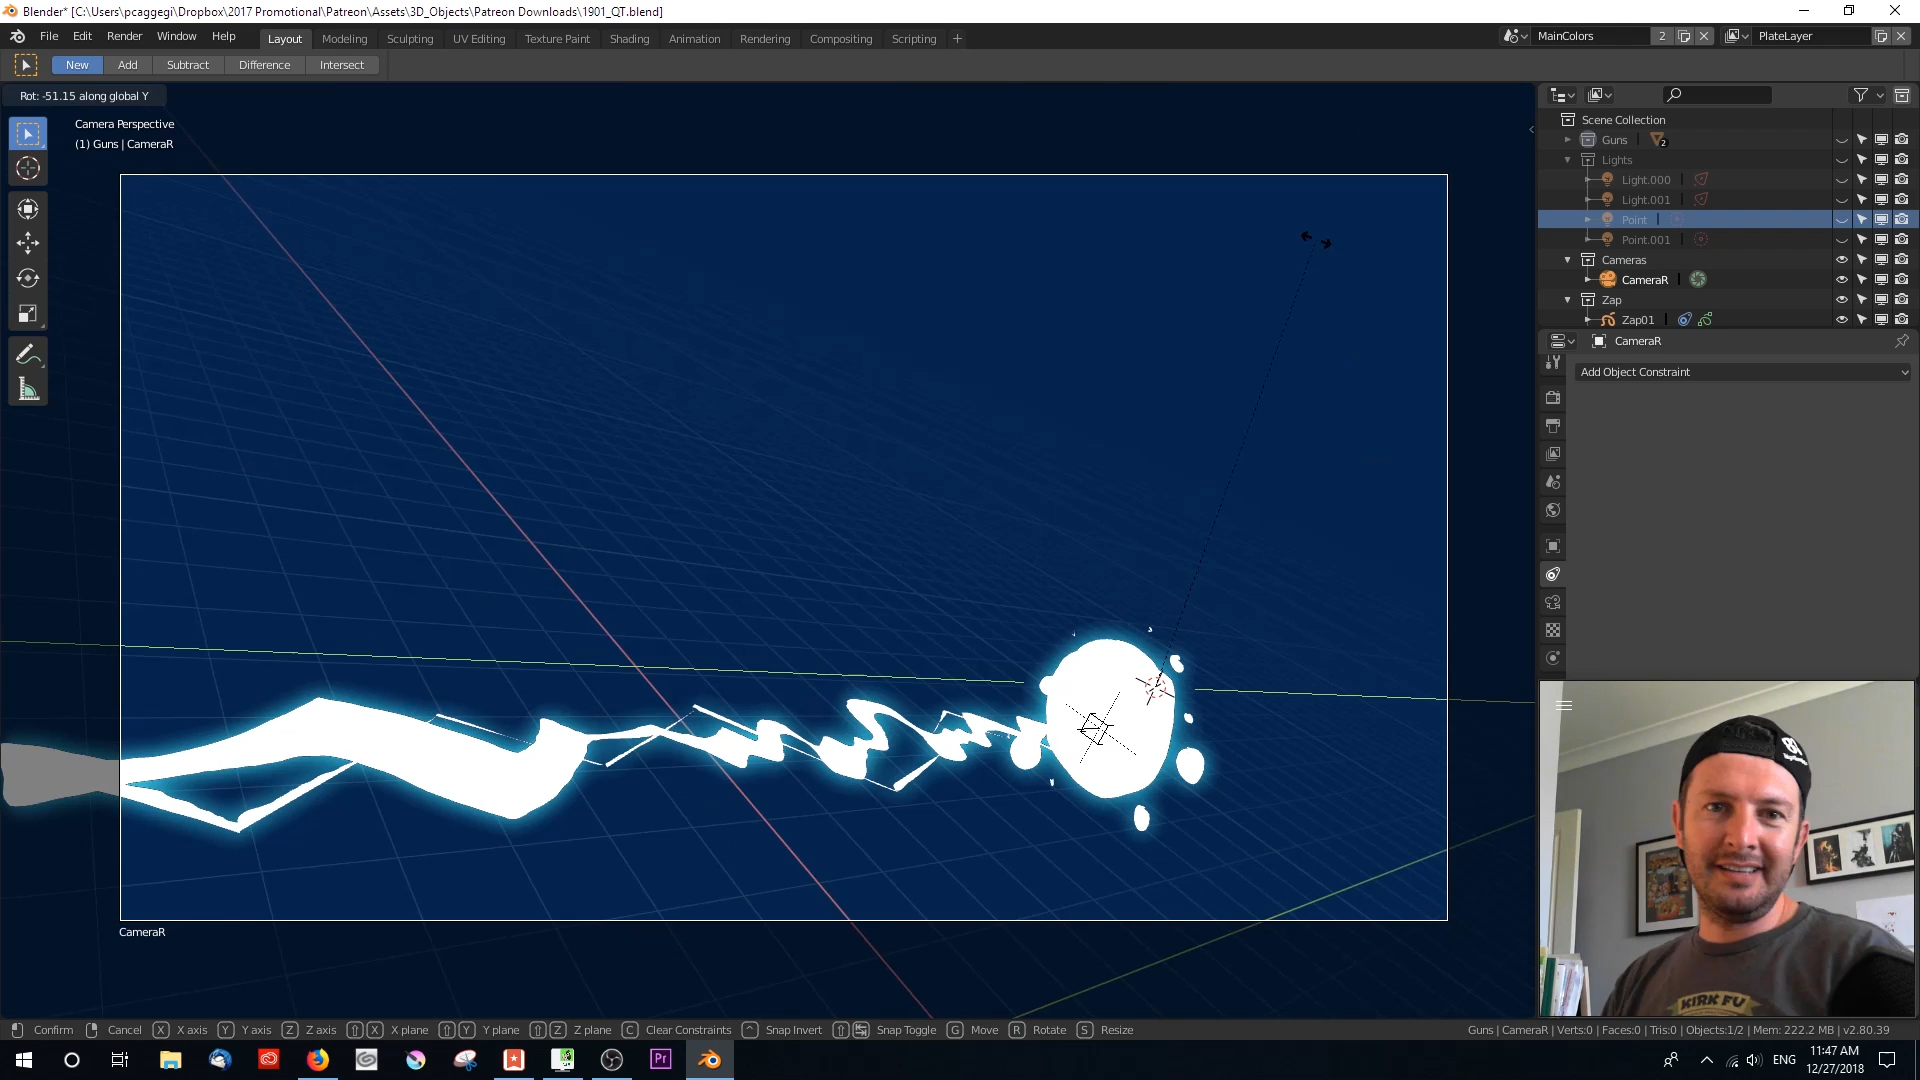 Blender* [C:\Users\pcaggegi\Dropbox\2017 Promotional\Patreon\Assets\3D_Objects\Patreon Downloads\1901_QT.blend]
File Edit Render Window Help Layout Modeling Sculpting UV Editing Texture Paint Shading Animation Rendering Compositing Scripting + MainColors 2 PlateLayer
New Add Subtract Difference Intersect
Rot: -51.15 along global Y
Camera Perspective
(1) Guns | CameraR
Scene Collection
Guns 2
Lights
Light.000
Light.001
Point
Point.001
Cameras
CameraR
Zap
Zap01
CameraR
Add Object Constraint
CameraR
KIRK FU
Confirm Cancel X X axis Y Y axis Z Z axis X X plane Y Y plane Z Z plane C Clear Constraints ^ Snap Invert Snap Toggle G Move R Rotate S Resize Guns | CameraR | Verts:0 | Faces:0 | Tris:0 | Objects:1/2 | Mem: 222.2 MB | v2.80.39
Pr ENG 11:47 AM
12/27/2018